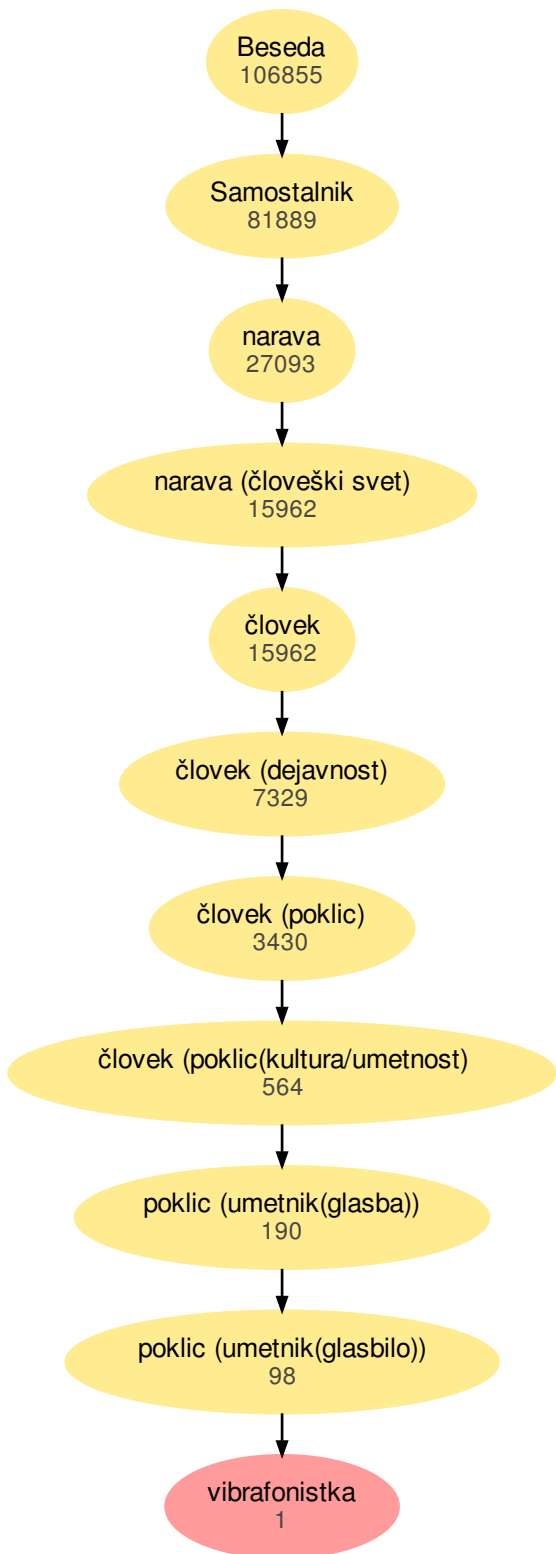 Beseda
106855
Samostalnik
81889
narava
27093
narava (človeški svet)
15962
človek
15962
človek (dejavnost)
7329
človek (poklic)
3430
človek (poklic(kultura/umetnost)
564
poklic (umetnik(glasba))
190
poklic (umetnik(glasbilo))
98
vibrafonistka
1